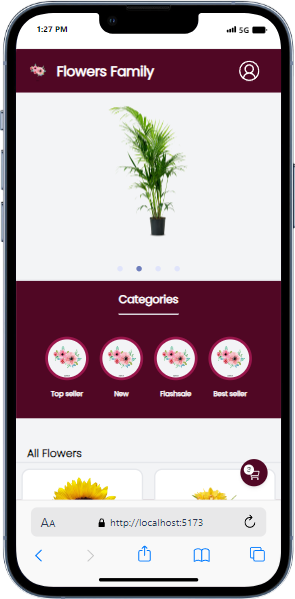 1:27 PM 5G
Flowers Family
Categories
Top seller New Flashsale Best seller
All Flowers
2
AA http://localhost:5173